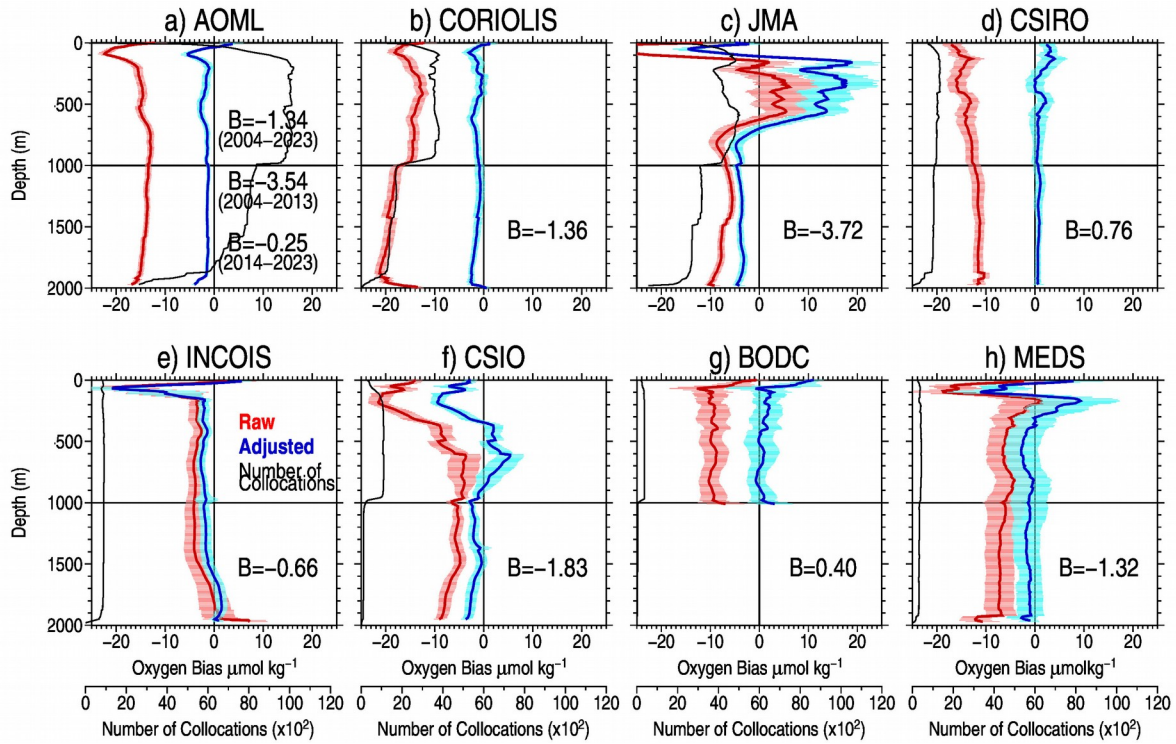 a) AOML
b) CORIOLIS
c) JMA
d) CSIRO
0
500
1000
1500
2000
Depth (m)
B=−1.34
(2004−2023)
B=−3.54
(2004−2013)
B=−0.25
(2014−2023)
B=−1.36
B=−3.72
B=0.76
−20 −10 0 10 20
−20 −10 0 10 20
−20 −10 0 10 20
−20 −10 0 10 20
e) INCOIS
f) CSIO
g) BODC
h) MEDS
0
500
1000
1500
2000
Depth (m)
Raw
Adjusted
Number of
Collocations
B=−0.66
B=−1.83
B=0.40
B=−1.32
−20 −10 0 10 20
−20 −10 0 10 20
−20 −10 0 10 20
−20 −10 0 10 20
Oxygen Bias μmol kg⁻¹
Oxygen Bias μmol kg⁻¹
Oxygen Bias μmol kg⁻¹
Oxygen Bias μmolkg⁻¹
0 20 40 60 80 100 120
0 20 40 60 80 100 120
0 20 40 60 80 100 120
0 20 40 60 80 100 120
Number of Collocations (x10²)
Number of Collocations (x10²)
Number of Collocations (x10²)
Number of Collocations (x10²)